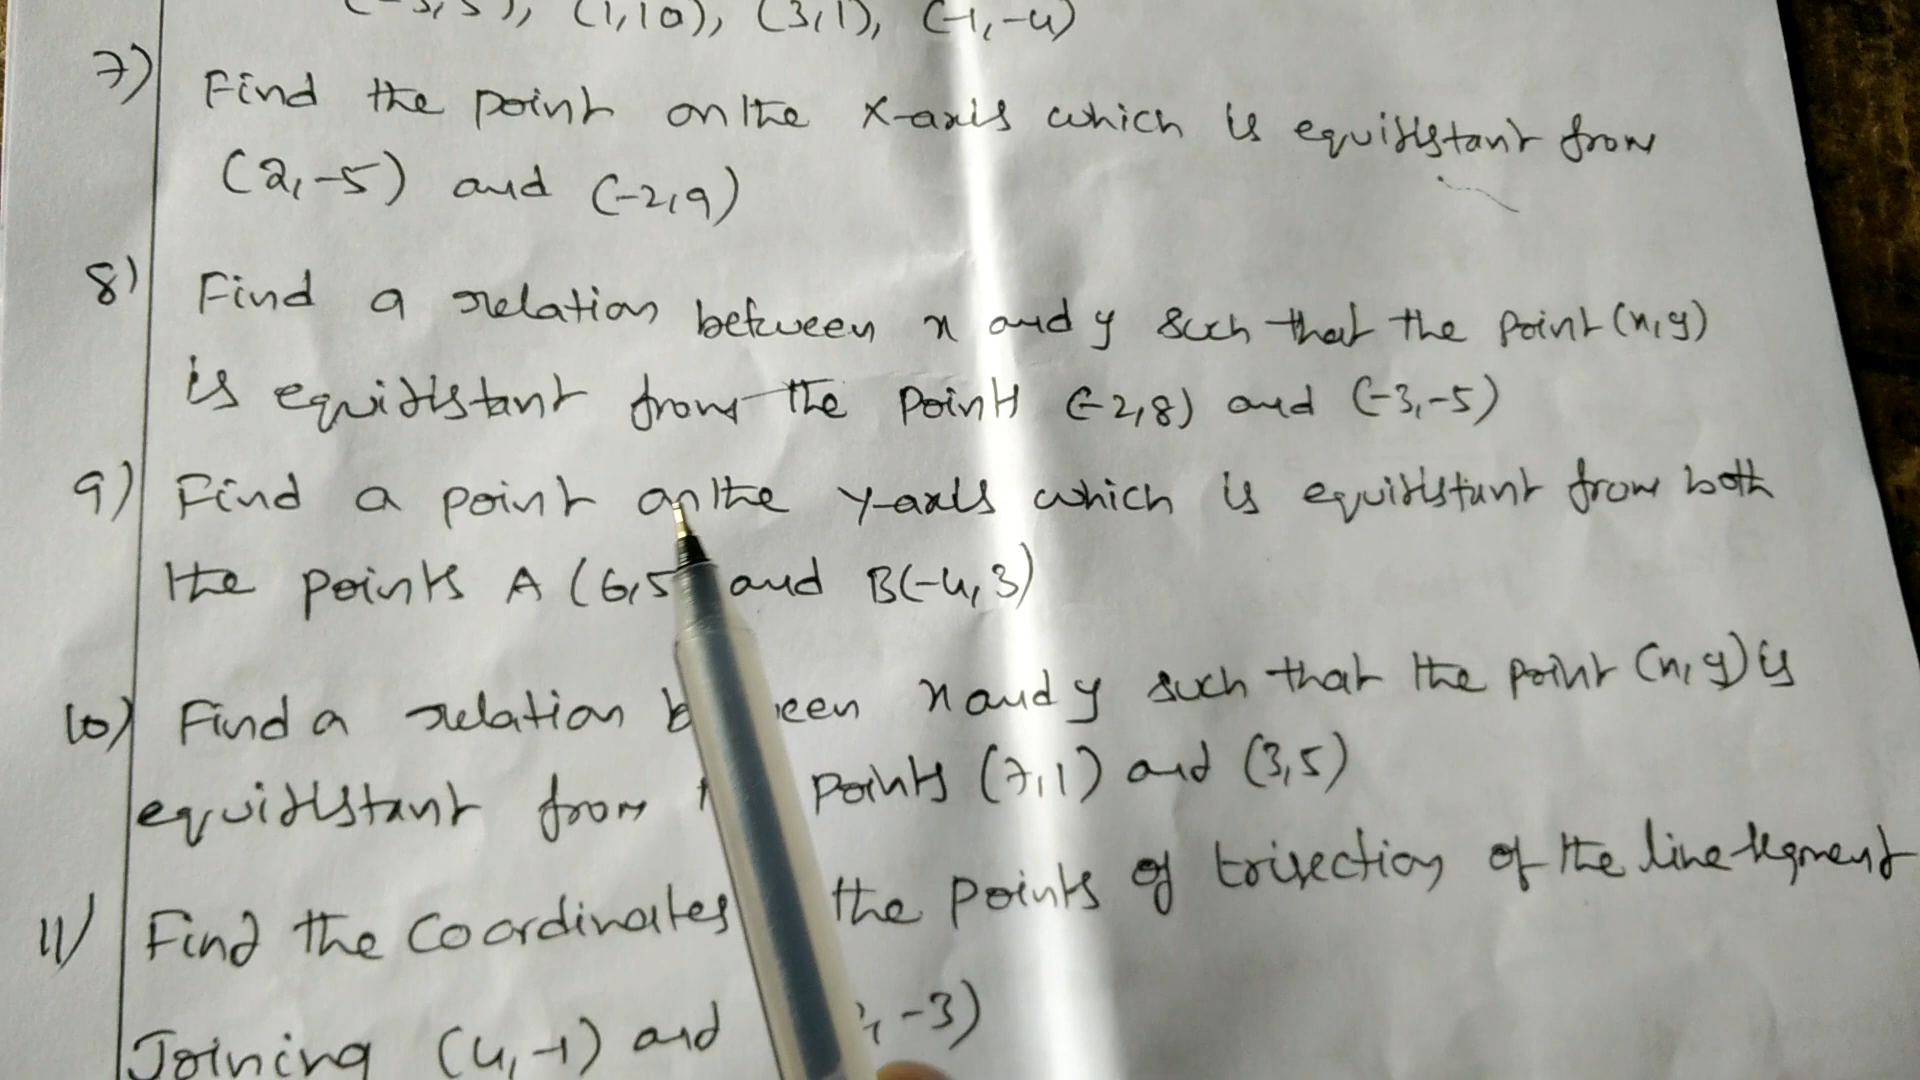 (-3,5), (1,10), (3,1), (-1,-4)
7) Find the point on the x-axis which is equidistant from
(2,-5) and (-2,9)
8) Find a relation between x and y such that the point (x,y)
is equidistant from the points (-2,8) and (-3,-5)
9) Find a point on the y-axis which is equidistant from both
the points A (6,5 and B(-4,3)
10) Find a relation b een x and y such that the point (x,y) is
equidistant from points (7,1) and (3,5)
11) Find the coordinates the points of trisection of the line segment
Joining (4,-1) and , -3)